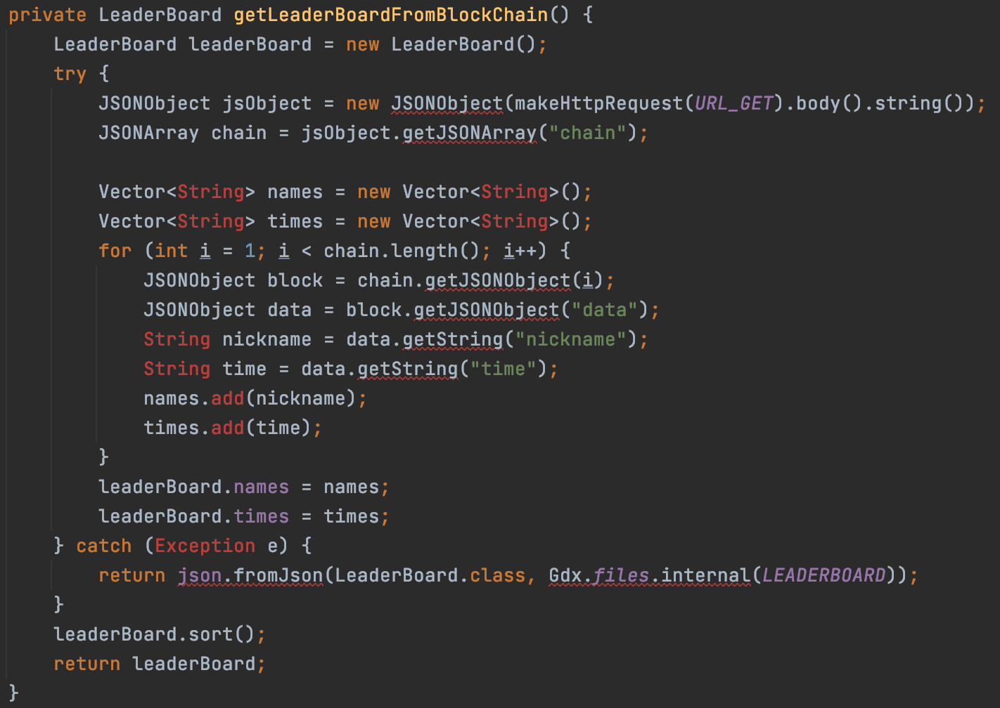 private LeaderBoard getLeaderBoardFromBlockChain() {
    LeaderBoard leaderBoard = new LeaderBoard();
    try {
        JSONObject jsObject = new JSONObject(makeHttpRequest(URL_GET).body().string());
        JSONArray chain = jsObject.getJSONArray("chain");

        Vector<String> names = new Vector<String>();
        Vector<String> times = new Vector<String>();
        for (int i = 1; i < chain.length(); i++) {
            JSONObject block = chain.getJSONObject(i);
            JSONObject data = block.getJSONObject("data");
            String nickname = data.getString("nickname");
            String time = data.getString("time");
            names.add(nickname);
            times.add(time);
        }
        leaderBoard.names = names;
        leaderBoard.times = times;
    } catch (Exception e) {
        return json.fromJson(LeaderBoard.class, Gdx.files.internal(LEADERBOARD));
    }
    leaderBoard.sort();
    return leaderBoard;
}